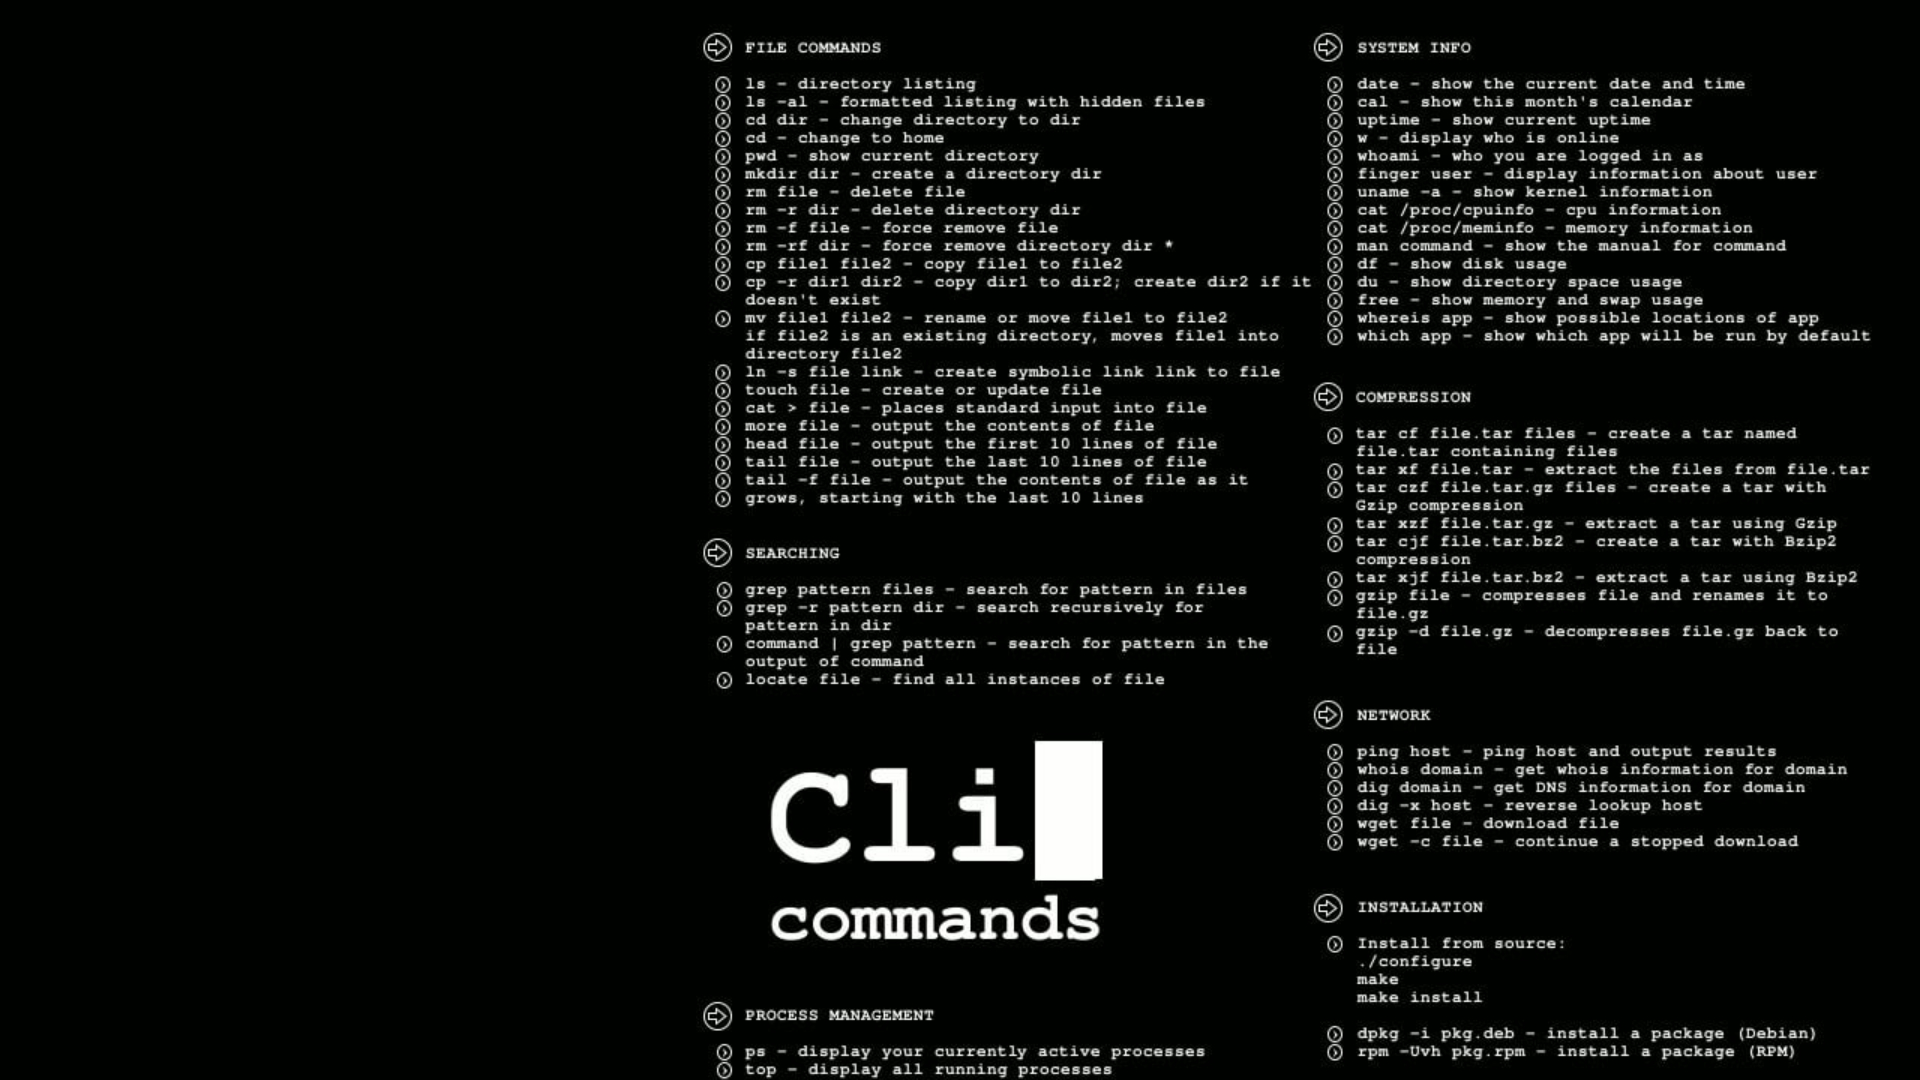 FILE COMMANDS
ls - directory listing
ls -al - formatted listing with hidden files
cd dir - change directory to dir
cd - change to home
pwd - show current directory
mkdir dir - create a directory dir
rm file - delete file
rm -r dir - delete directory dir
rm -f file - force remove file
rm -rf dir - force remove directory dir *
cp file1 file2 - copy file1 to file2
cp -r dir1 dir2 - copy dir1 to dir2; create dir2 if it
doesn't exist
mv file1 file2 - rename or move file1 to file2
if file2 is an existing directory, moves file1 into
directory file2
ln -s file link - create symbolic link link to file
touch file - create or update file
cat > file - places standard input into file
more file - output the contents of file
head file - output the first 10 lines of file
tail file - output the last 10 lines of file
tail -f file - output the contents of file as it
grows, starting with the last 10 lines
SEARCHING
grep pattern files - search for pattern in files
grep -r pattern dir - search recursively for
pattern in dir
command | grep pattern - search for pattern in the
output of command
locate file - find all instances of file
Cli
commands
PROCESS MANAGEMENT
ps - display your currently active processes
top - display all running processes
SYSTEM INFO
date - show the current date and time
cal - show this month's calendar
uptime - show current uptime
w - display who is online
whoami - who you are logged in as
finger user - display information about user
uname -a - show kernel information
cat /proc/cpuinfo - cpu information
cat /proc/meminfo - memory information
man command - show the manual for command
df - show disk usage
du - show directory space usage
free - show memory and swap usage
whereis app - show possible locations of app
which app - show which app will be run by default
COMPRESSION
tar cf file.tar files - create a tar named
file.tar containing files
tar xf file.tar - extract the files from file.tar
tar czf file.tar.gz files - create a tar with
Gzip compression
tar xzf file.tar.gz - extract a tar using Gzip
tar cjf file.tar.bz2 - create a tar with Bzip2
compression
tar xjf file.tar.bz2 - extract a tar using Bzip2
gzip file - compresses file and renames it to
file.gz
gzip -d file.gz - decompresses file.gz back to
file
NETWORK
ping host - ping host and output results
whois domain - get whois information for domain
dig domain - get DNS information for domain
dig -x host - reverse lookup host
wget file - download file
wget -c file - continue a stopped download
INSTALLATION
Install from source:
./configure
make
make install
dpkg -i pkg.deb - install a package (Debian)
rpm -Uvh pkg.rpm - install a package (RPM)